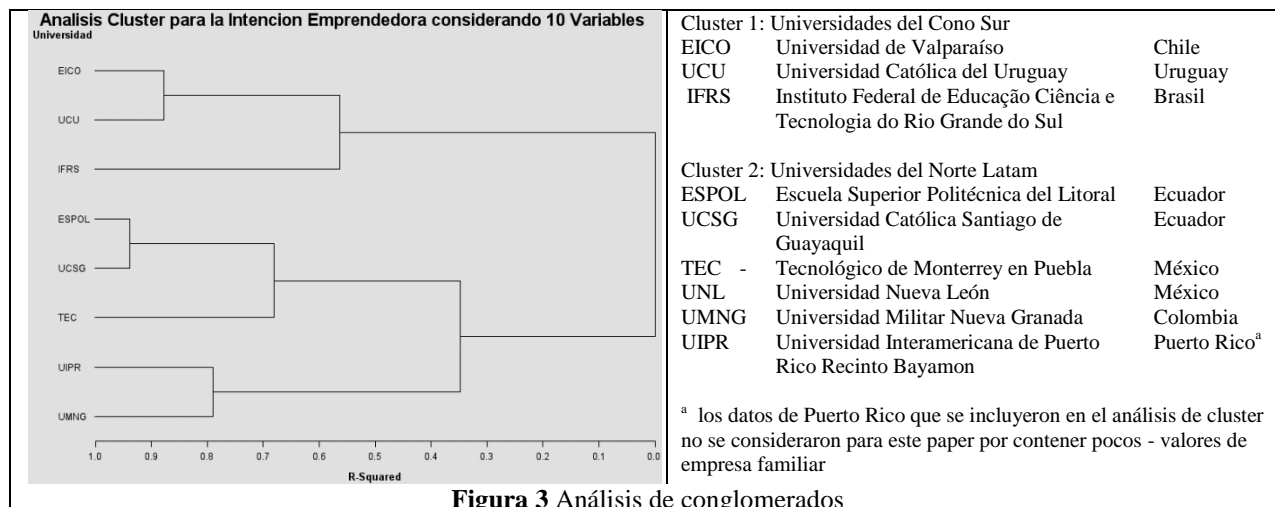 Analisis Cluster para la Intencion Emprendedora considerando 10 Variables
Universidad
EICO
UCU
IFRS
ESPOL
UCSG
TEC
UIPR
UMNG
1.0 0.9 0.8 0.7 0.6 0.5 0.4 0.3 0.2 0.1 0.0
R-Squared
Cluster 1: Universidades del Cono Sur
EICO Universidad de Valparaíso Chile
UCU Universidad Católica del Uruguay Uruguay
IFRS Instituto Federal de Educação Ciência e Brasil
Tecnologia do Rio Grande do Sul
Cluster 2: Universidades del Norte Latam
ESPOL Escuela Superior Politécnica del Litoral Ecuador
UCSG Universidad Católica Santiago de Ecuador
Guayaquil
TEC - Tecnológico de Monterrey en Puebla México
UNL Universidad Nueva León México
UMNG Universidad Militar Nueva Granada Colombia
UIPR Universidad Interamericana de Puerto Puerto Ricoª
Rico Recinto Bayamon
ª los datos de Puerto Rico que se incluyeron en el análisis de cluster
no se consideraron para este paper por contener pocos - valores de
empresa familiar
Figura 3 Análisis de conglomerados